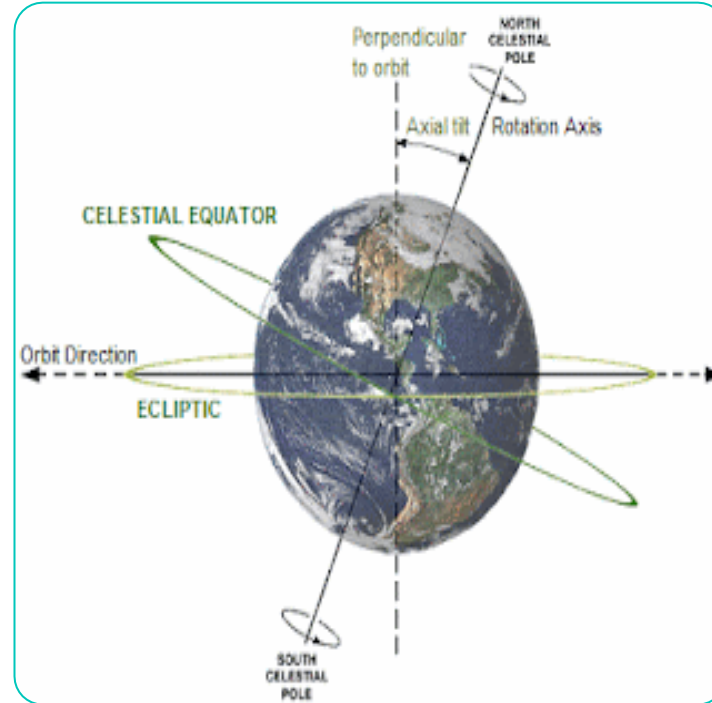 NORTH
CELESTIAL
POLE
Perpendicular
to orbit
Axial tilt
Rotation Axis
CELESTIAL EQUATOR
Orbit Direction
ECLIPTIC
SOUTH
CELESTIAL
POLE